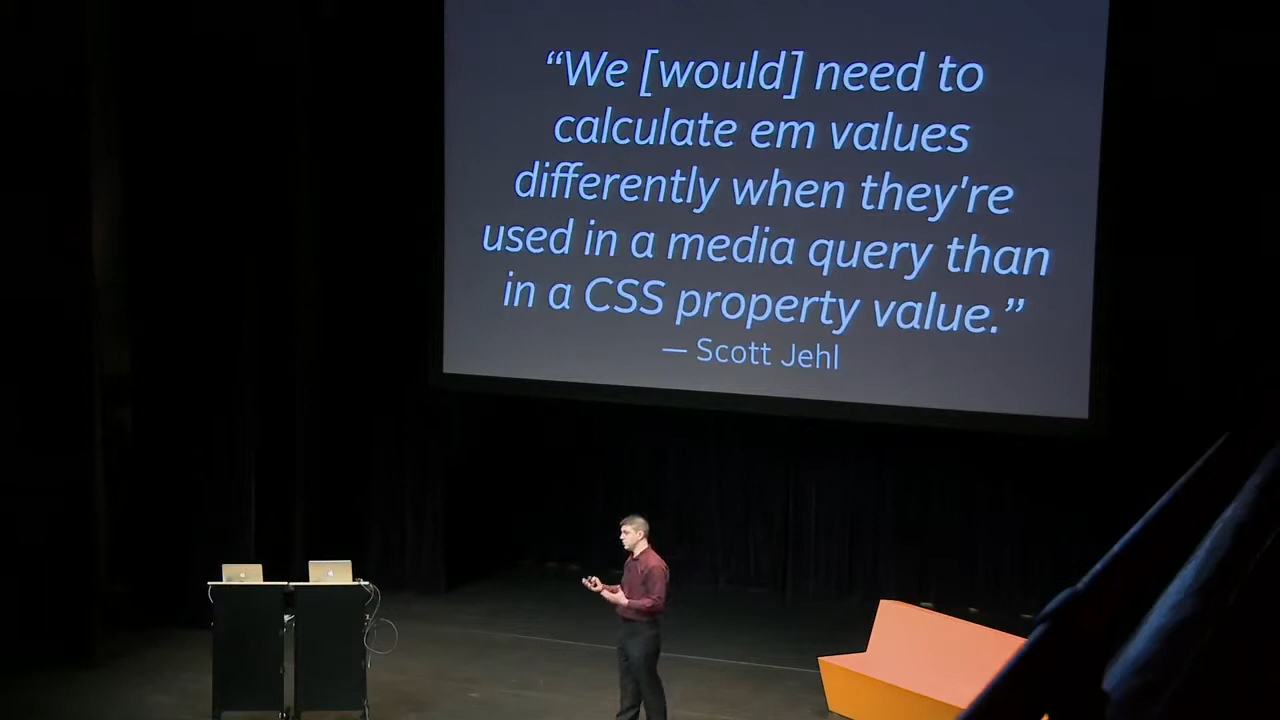 “We [would] need to
calculate em values
differently when they're
used in a media query than
in a CSS property value.”
— Scott Jehl